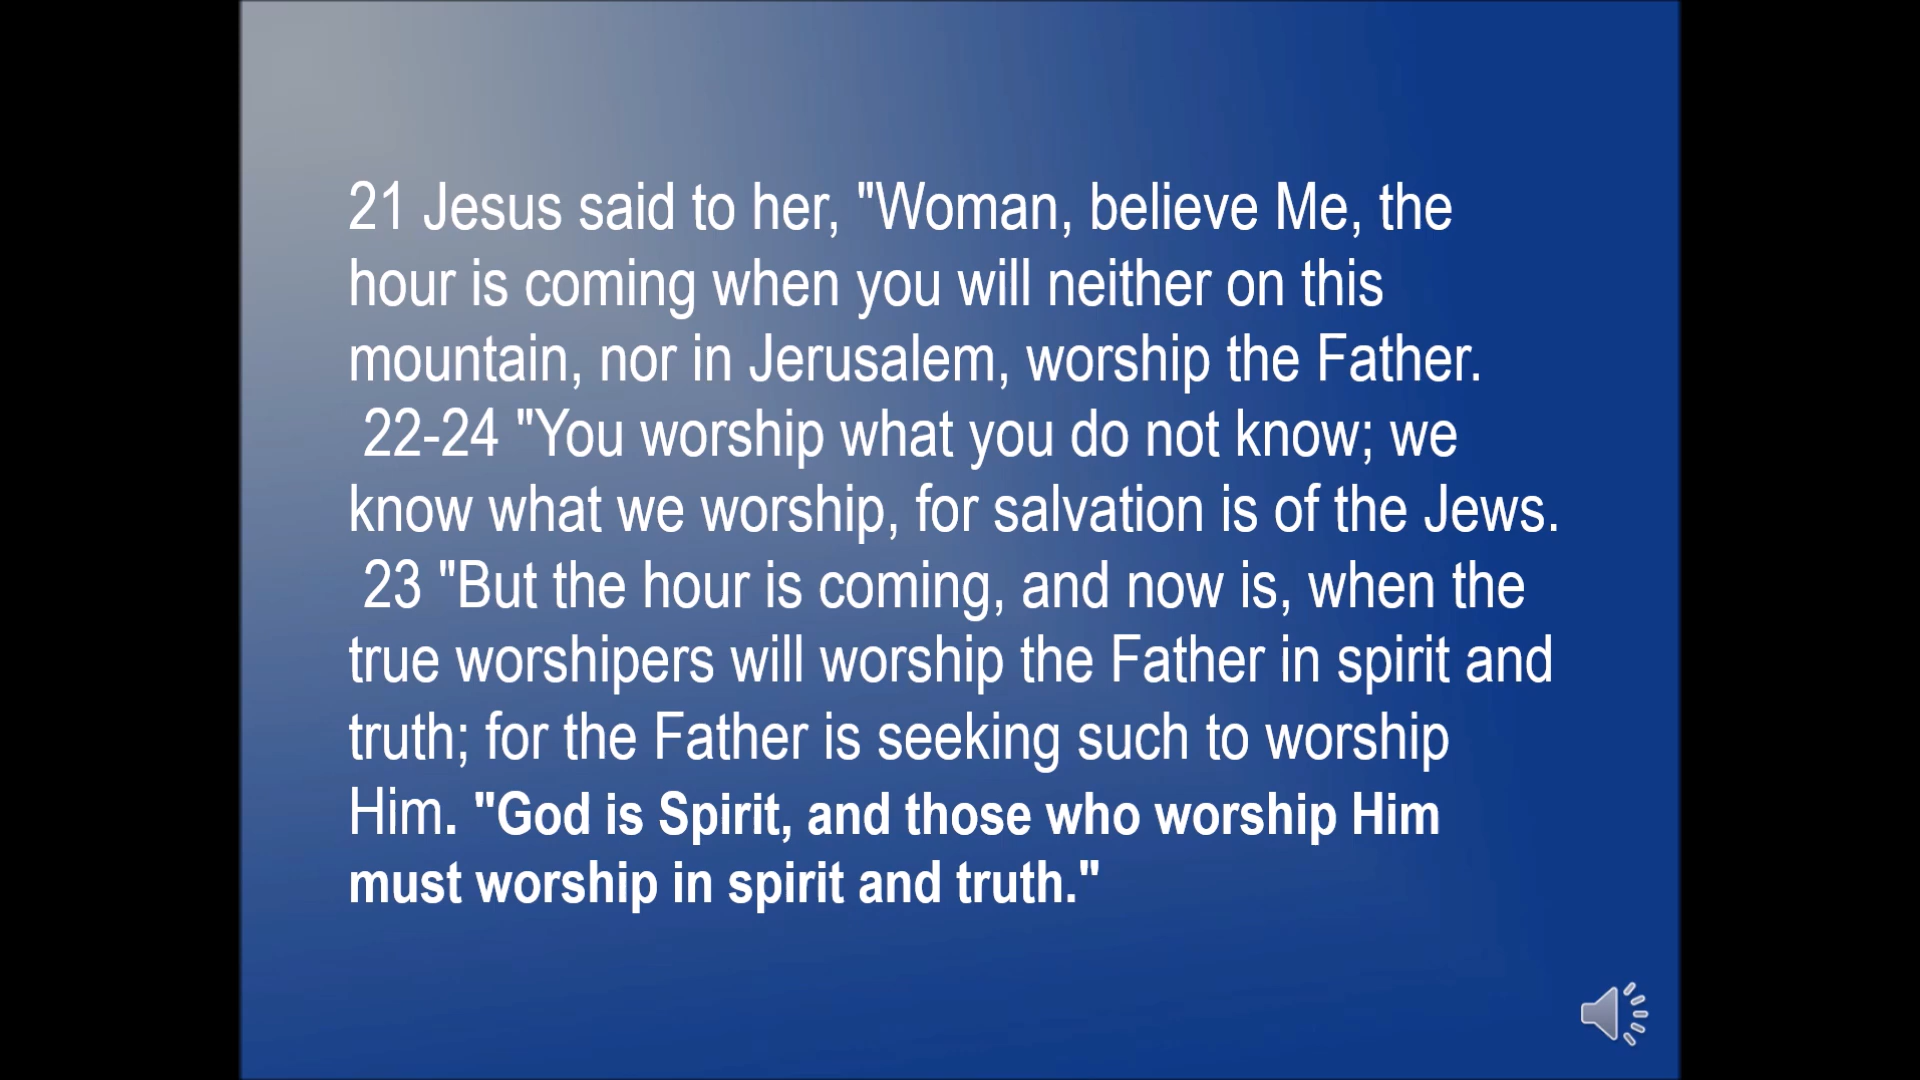 21 Jesus said to her, "Woman, believe Me, the
hour is coming when you will neither on this
mountain, nor in Jerusalem, worship the Father.
22-24 "You worship what you do not know; we
know what we worship, for salvation is of the Jews.
23 "But the hour is coming, and now is, when the
true worshipers will worship the Father in spirit and
truth; for the Father is seeking such to worship
Him. "God is Spirit, and those who worship Him
must worship in spirit and truth."